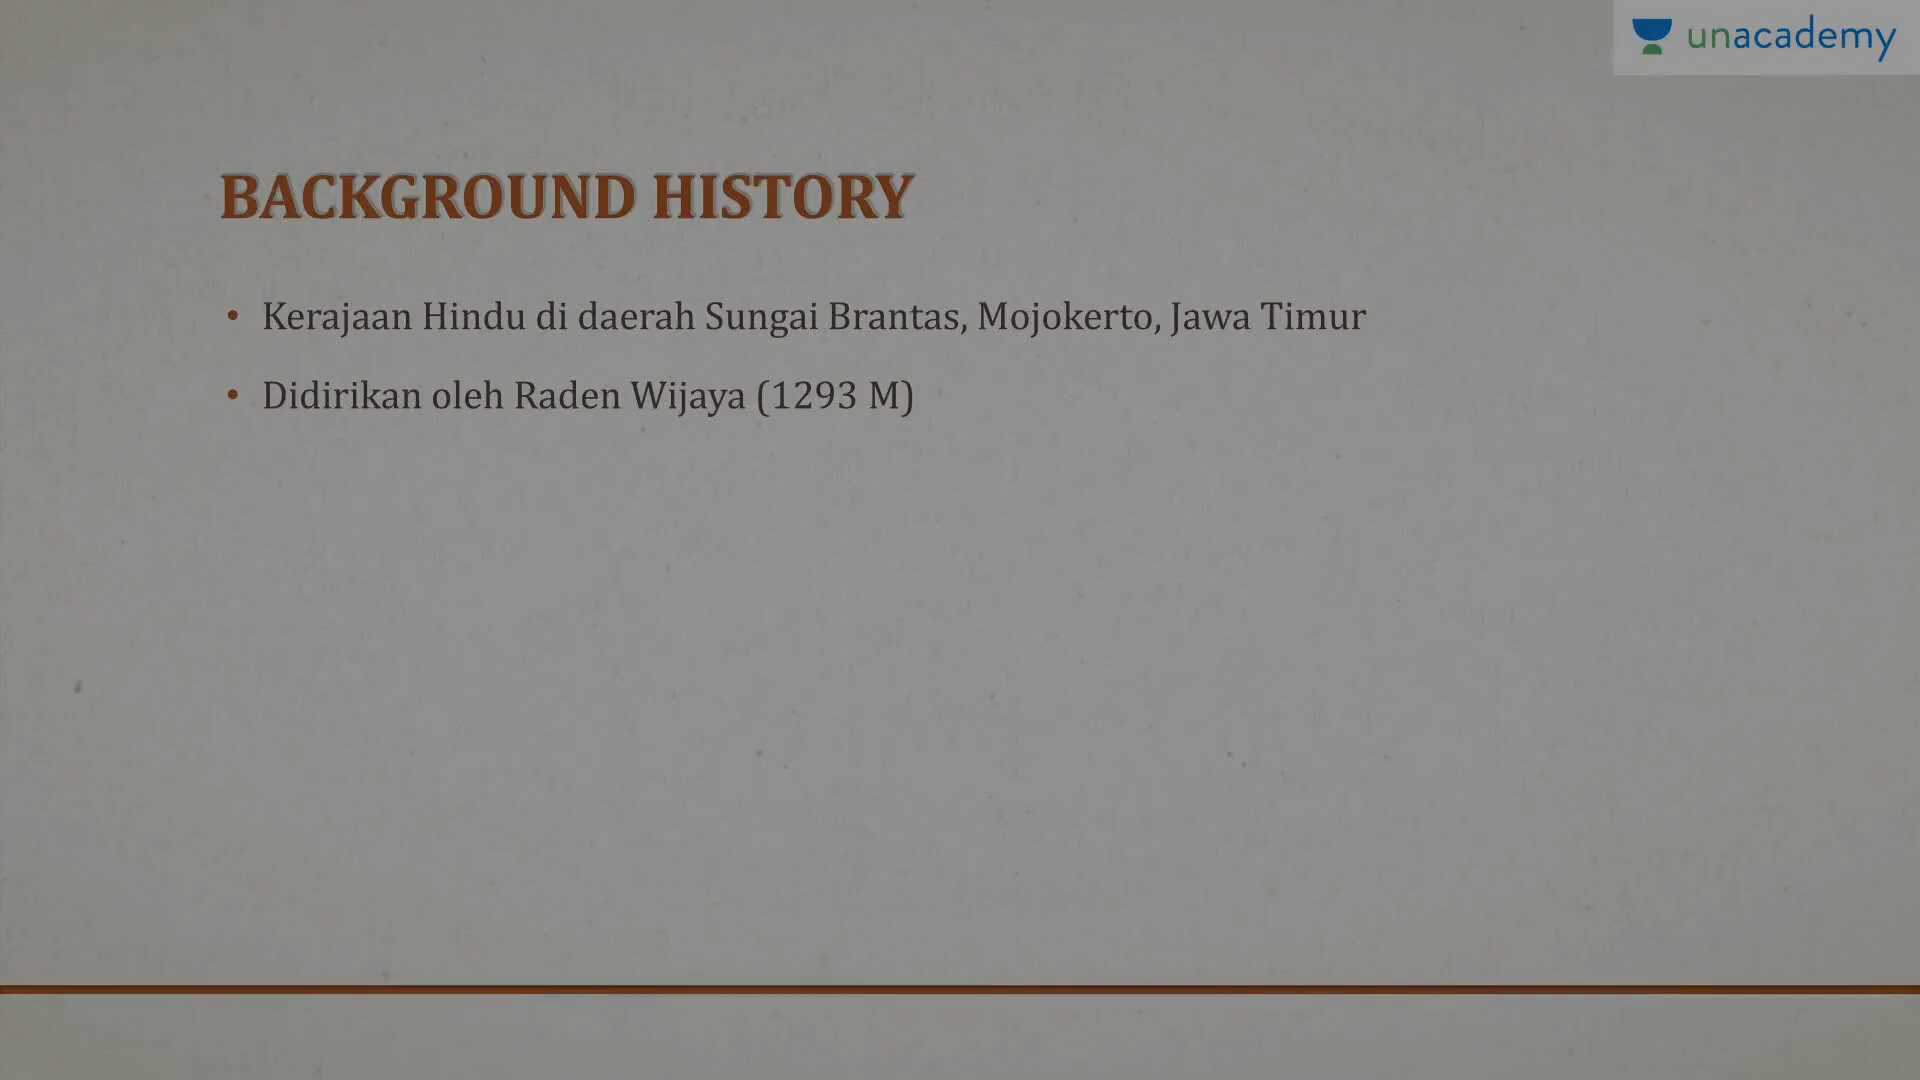 unacademy
BACKGROUND HISTORY
• Kerajaan Hindu di daerah Sungai Brantas, Mojokerto, Jawa Timur
• Didirikan oleh Raden Wijaya (1293 M)